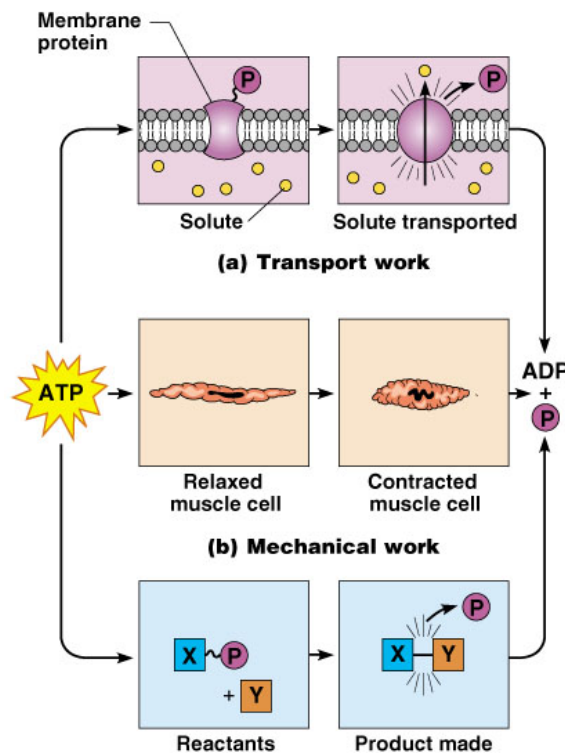 Membrane
protein
P
P
Solute
Solute transported
(a) Transport work
ATP
ADP
+
P
Relaxed
muscle cell
Contracted
muscle cell
(b) Mechanical work
P
X P
+ Y
X Y
Reactants
Product made